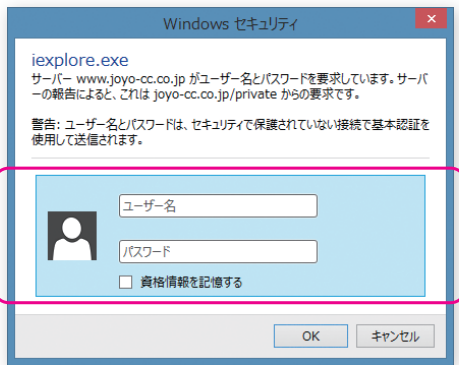 Windows セキュリティ
iexplore.exe
サーバー www.joyo-cc.co.jp がユーザー名とパスワードを要求しています。サーバ
ーの報告によると、これは joyo-cc.co.jp/private からの要求です。
警告: ユーザー名とパスワードは、セキュリティで保護されていない接続で基本認証を
使用して送信されます。
ユーザー名
パスワード
資格情報を記憶する
OK
キャンセル